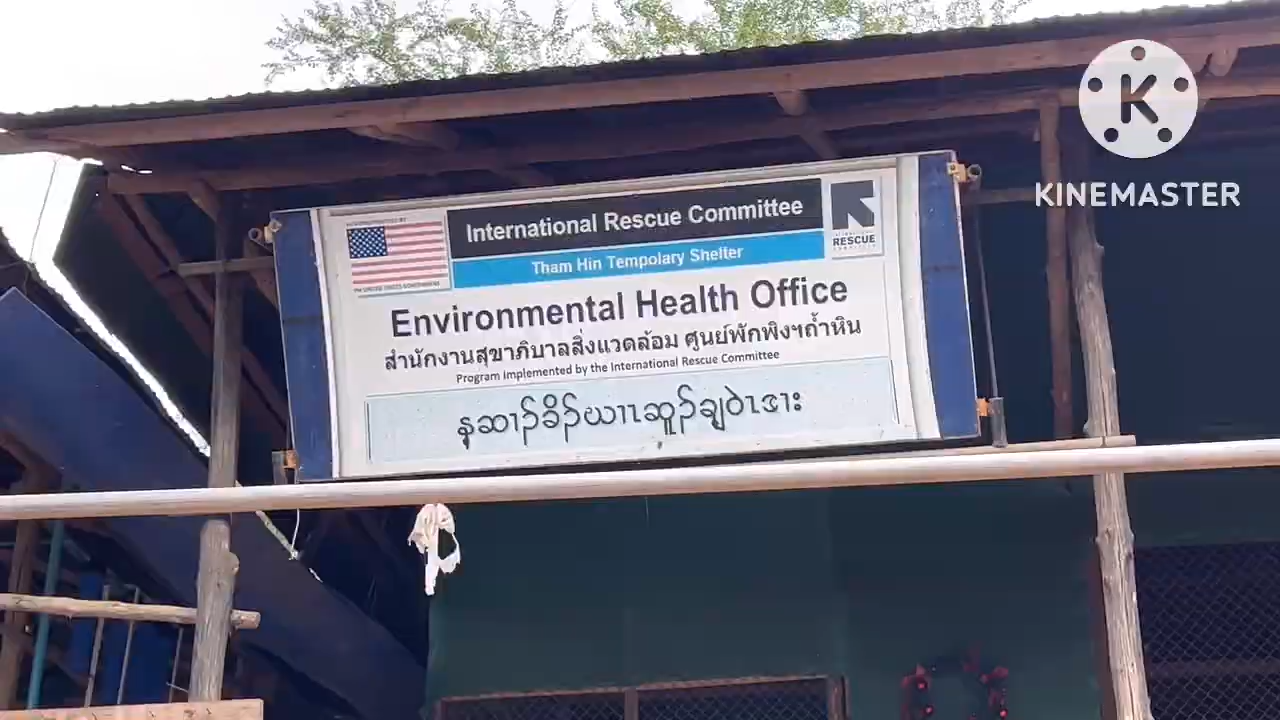 K
KINEMASTER
International Rescue Committee
Tham Hin Tempolary Shelter
RESCUE
Environmental Health Office
สำนักงานสุขาภิบาลสิ่งแวดล้อม ศูนย์พักพิงฯถ้ำหิน
Program Implemented by the International Rescue Committee